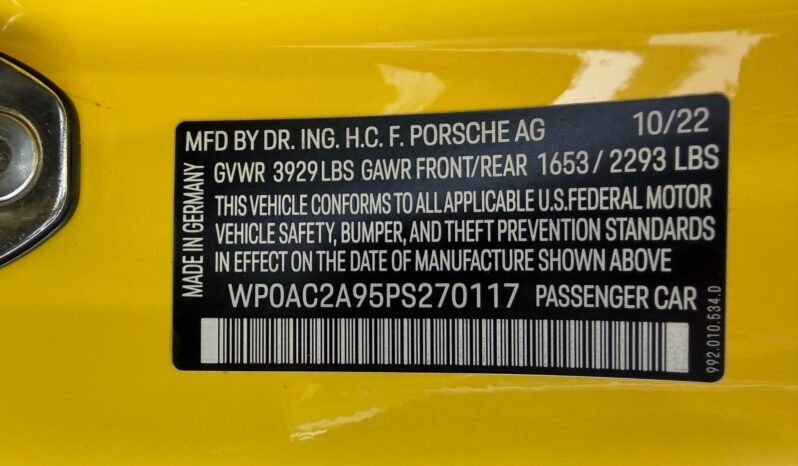 MFD BY DR. ING. H.C. F. PORSCHE AG 10/22
GVWR 3929 LBS GAWR FRONT/REAR 1653 / 2293 LBS
THIS VEHICLE CONFORMS TO ALL APPLICABLE U.S.FEDERAL MOTOR
VEHICLE SAFETY, BUMPER, AND THEFT PREVENTION STANDARDS
IN EFFECT ON THE DATE OF MANUFACTURE SHOWN ABOVE
WP0AC2A95PS270117 PASSENGER CAR
MADE IN GERMANY
992.010.534.D